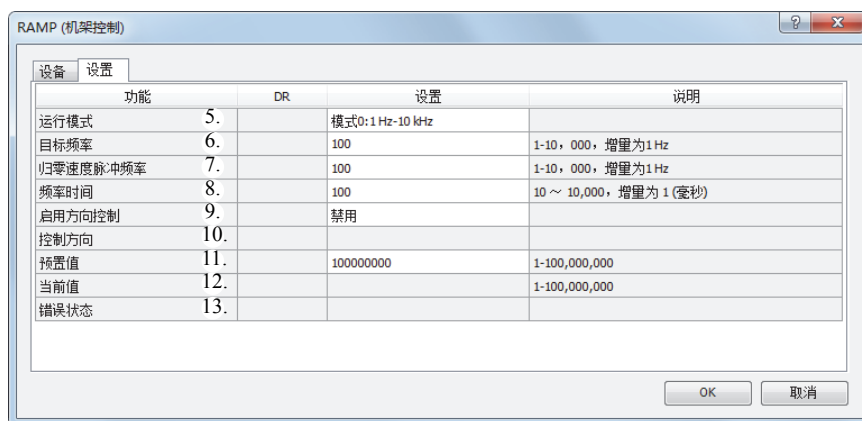 RAMP (机架控制)
设备 设置
功能 DR 设置 说明
运行模式 5. 模式0:1 Hz-10 kHz
目标频率 6. 100 1-10，000，增量为1 Hz
归零速度脉冲频率 7. 100 1-10，000，增量为1 Hz
频率时间 8. 100 10 ～ 10,000，增量为 1 (毫秒)
启用方向控制 9. 禁用
控制方向 10.
预置值 11. 100000000 1-100,000,000
当前值 12. 1-100,000,000
错误状态 13.
OK 取消